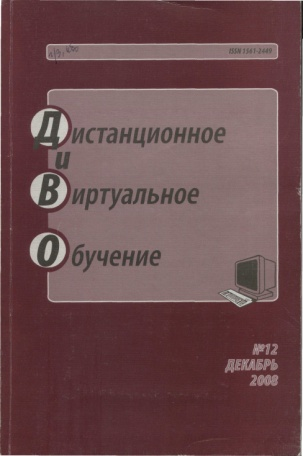 ISSN 1561-2449
Дистанционное
и
Виртуальное
Обучение
№12
ДЕКАБРЬ
2008